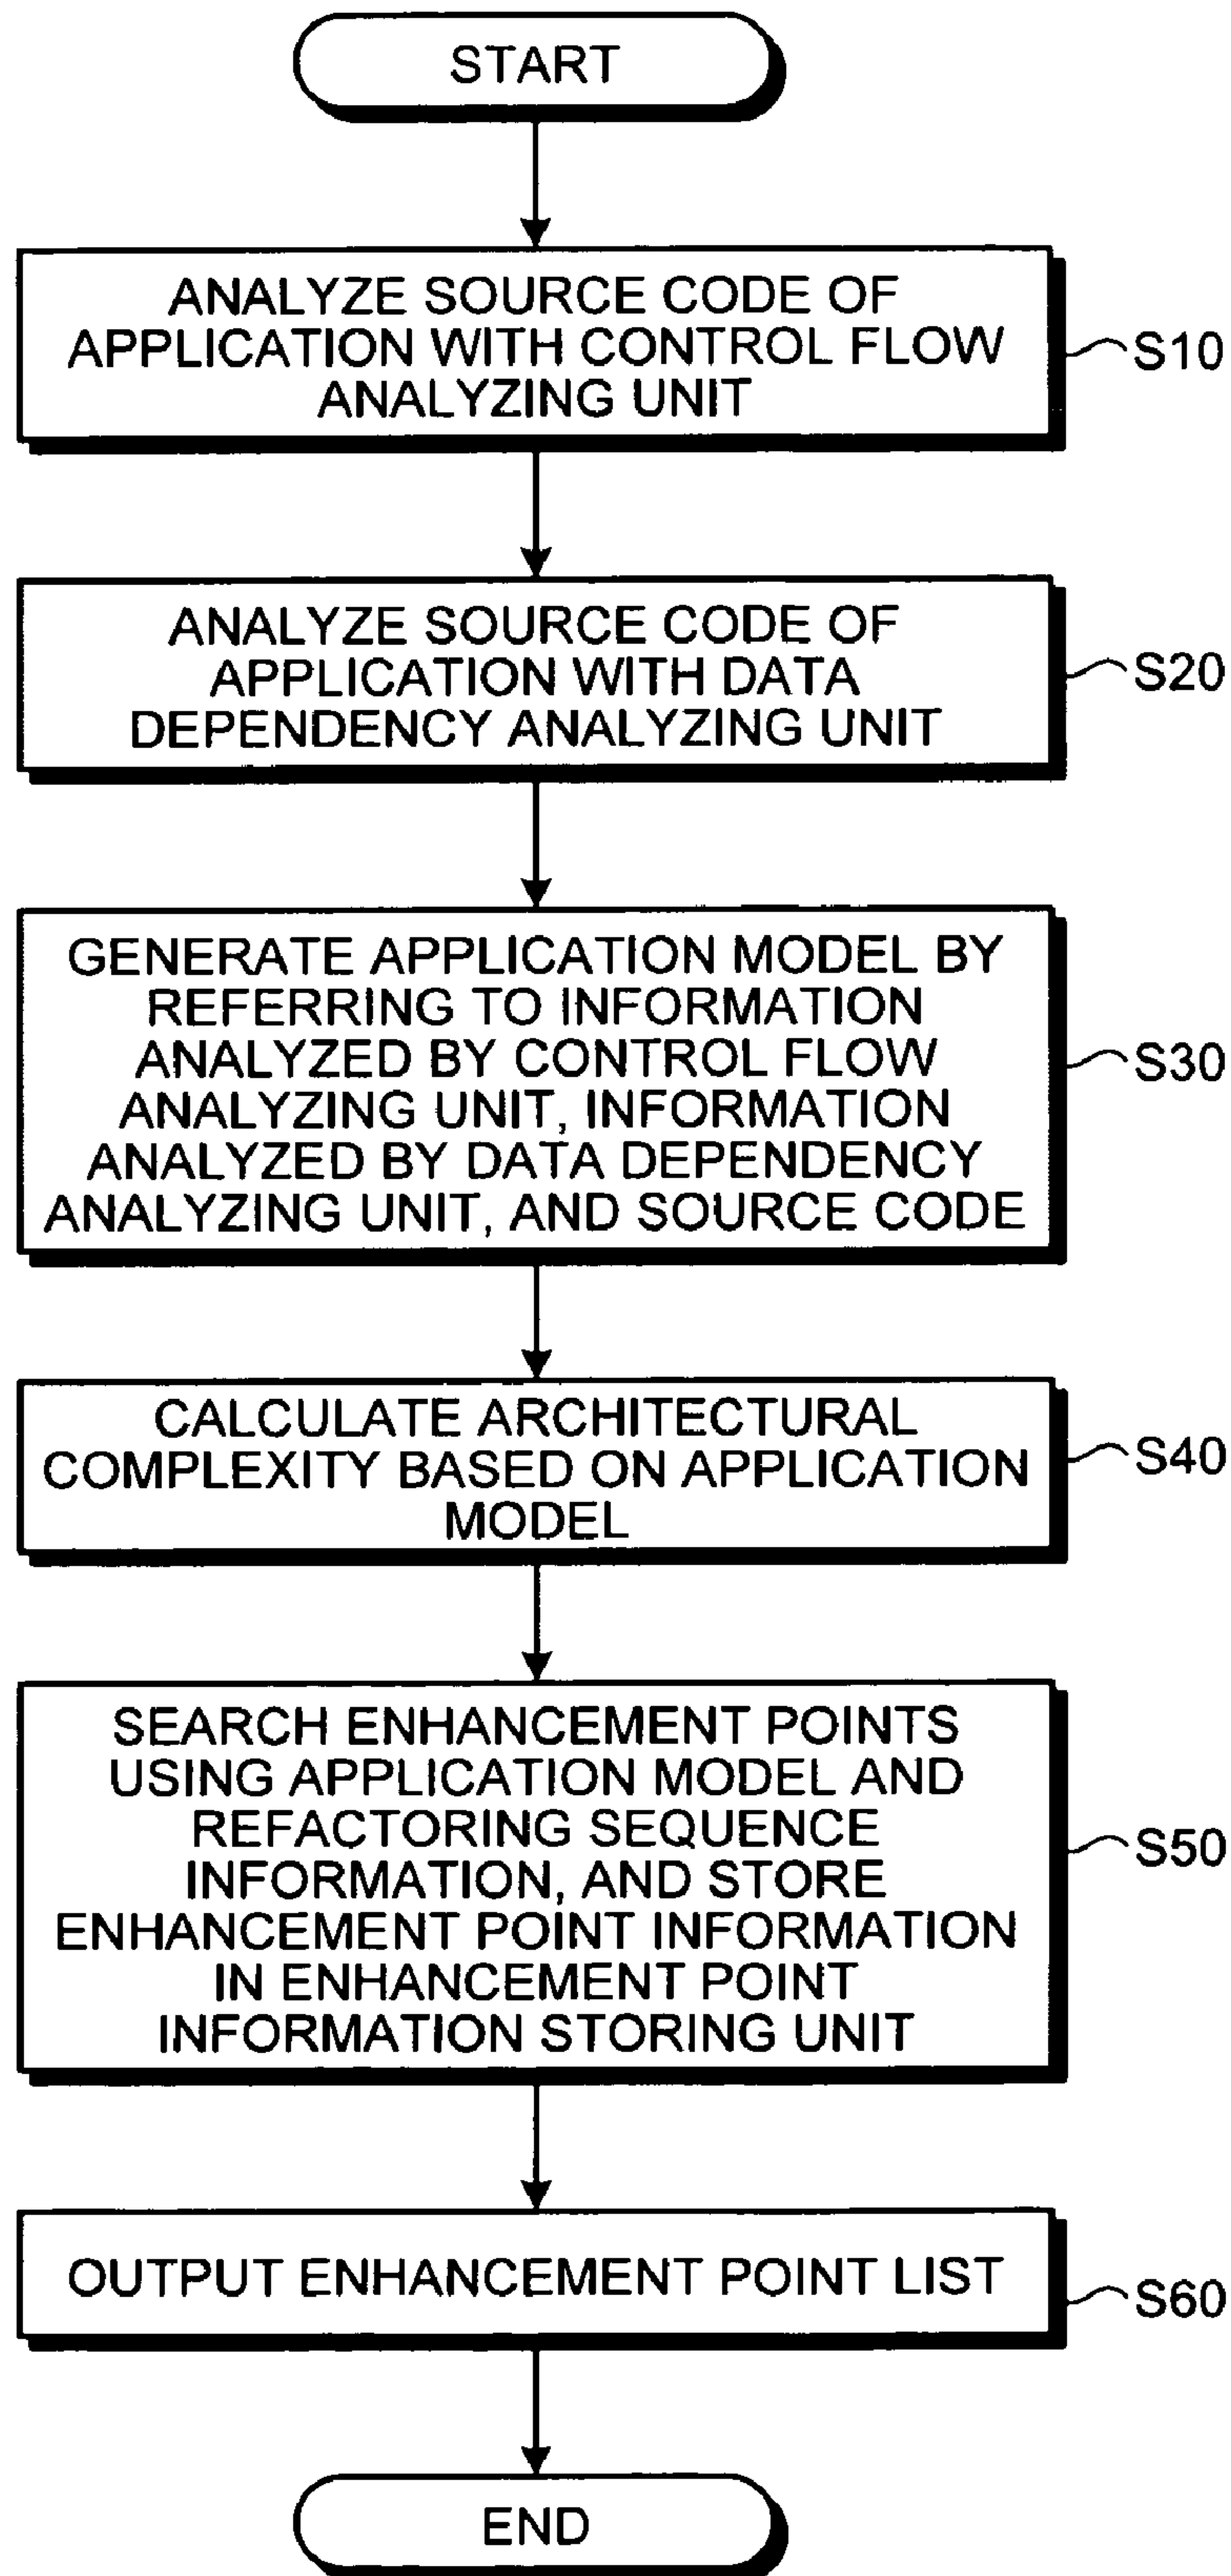 START
ANALYZE SOURCE CODE OF
APPLICATION WITH CONTROL FLOW
ANALYZING UNIT
S10
ANALYZE SOURCE CODE OF
APPLICATION WITH DATA
DEPENDENCY ANALYZING UNIT
S20
GENERATE APPLICATION MODEL BY
REFERRING TO INFORMATION
ANALYZED BY CONTROL FLOW
ANALYZING UNIT, INFORMATION
ANALYZED BY DATA DEPENDENCY
ANALYZING UNIT, AND SOURCE CODE
S30
CALCULATE ARCHITECTURAL
COMPLEXITY BASED ON APPLICATION
MODEL
S40
SEARCH ENHANCEMENT POINTS
USING APPLICATION MODEL AND
REFACTORING SEQUENCE
INFORMATION, AND STORE
ENHANCEMENT POINT INFORMATION
IN ENHANCEMENT POINT
INFORMATION STORING UNIT
S50
OUTPUT ENHANCEMENT POINT LIST
S60
END